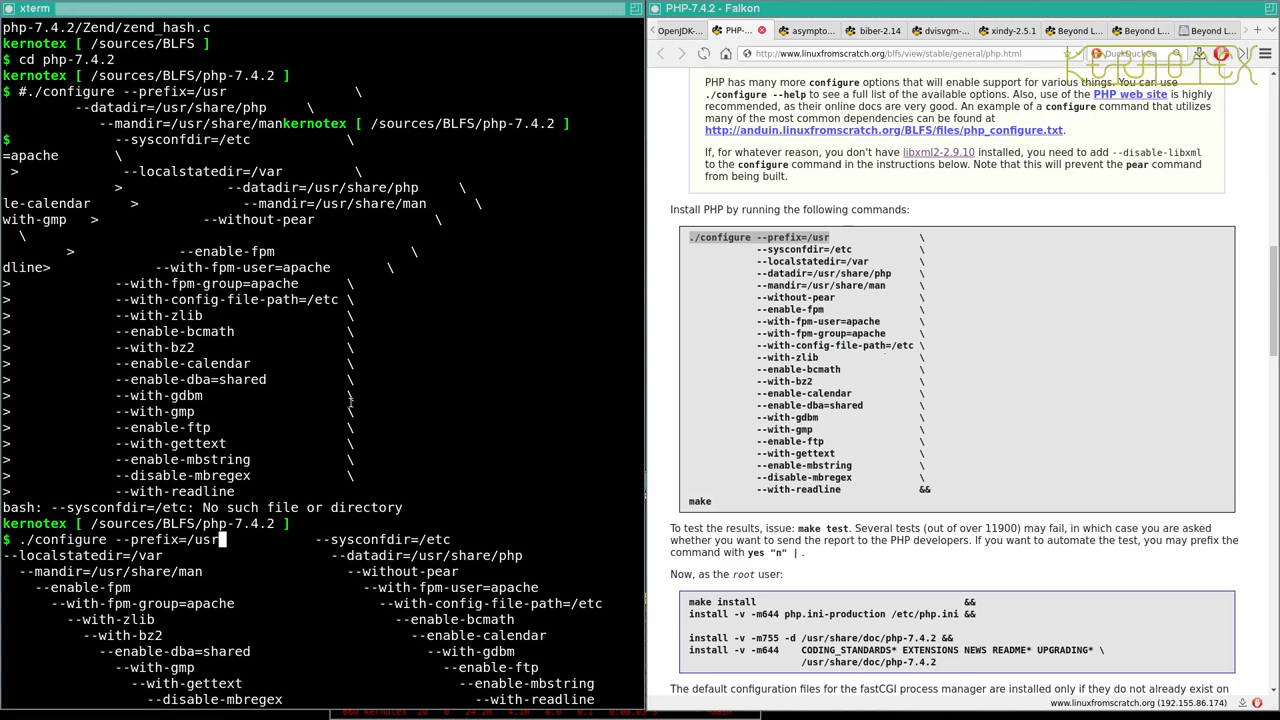 xterm
php-7.4.2/Zend/zend_hash.c
kernotex [ /sources/BLFS ]
$ cd php-7.4.2
kernotex [ /sources/BLFS/php-7.4.2 ]
$ #./configure --prefix=/usr \
--datadir=/usr/share/php \
--mandir=/usr/share/mankernotex [ /sources/BLFS/php-7.4.2 ]
$ --sysconfdir=/etc \
=apache \
> --localstatedir=/var \
> --datadir=/usr/share/php \
le-calendar > --mandir=/usr/share/man \
with-gmp > --without-pear \
\
> --enable-fpm \
dline> --with-fpm-user=apache \
> --with-fpm-group=apache \
> --with-config-file-path=/etc \
> --with-zlib \
> --enable-bcmath \
> --with-bz2 \
> --enable-calendar \
> --enable-dba=shared \
> --with-gdbm \
> --with-gmp \
> --enable-ftp \
> --with-gettext \
> --enable-mbstring \
> --disable-mbregex \
> --with-readline
bash: --sysconfdir=/etc: No such file or directory
kernotex [ /sources/BLFS/php-7.4.2 ]
$ ./configure --prefix=/usr --sysconfdir=/etc
--localstatedir=/var --datadir=/usr/share/php
--mandir=/usr/share/man --without-pear
--enable-fpm --with-fpm-user=apache
--with-fpm-group=apache --with-config-file-path=/etc
--with-zlib --enable-bcmath
--with-bz2 --enable-calendar
--enable-dba=shared --with-gdbm
--with-gmp --enable-ftp
--with-gettext --enable-mbstring
--disable-mbregex --with-readline
PHP-7.4.2 - Falkon
OpenJDK-... PHP-... asympto... biber-2.14 dvisvgm-... xindy-2.5.1 Beyond L... Beyond L... Beyond L
http://www.linuxfromscratch.org/blfs/view/stable/general/php.html DuckDuckGo
KERNOTEX
PHP has many more configure options that will enable support for various things. You can use
./configure --help to see a full list of the available options. Also, use of the PHP web site is highly
recommended, as their online docs are very good. An example of a configure command that utilizes
many of the most common dependencies can be found at
http://anduin.linuxfromscratch.org/BLFS/files/php_configure.txt.
If, for whatever reason, you don't have libxml2-2.9.10 installed, you need to add --disable-libxml
to the configure command in the instructions below. Note that this will prevent the pear command
from being built.
Install PHP by running the following commands:
./configure --prefix=/usr \
--sysconfdir=/etc \
--localstatedir=/var \
--datadir=/usr/share/php \
--mandir=/usr/share/man \
--without-pear \
--enable-fpm \
--with-fpm-user=apache \
--with-fpm-group=apache \
--with-config-file-path=/etc \
--with-zlib \
--enable-bcmath \
--with-bz2 \
--enable-calendar \
--enable-dba=shared \
--with-gdbm \
--with-gmp \
--enable-ftp \
--with-gettext \
--enable-mbstring \
--disable-mbregex \
--with-readline &&
make
To test the results, issue: make test. Several tests (out of over 11900) may fail, in which case you are asked
whether you want to send the report to the PHP developers. If you want to automate the test, you may prefix the
command with yes "n" | .
Now, as the root user:
make install &&
install -v -m644 php.ini-production /etc/php.ini &&
install -v -m755 -d /usr/share/doc/php-7.4.2 &&
install -v -m644 CODING_STANDARDS* EXTENSIONS NEWS README* UPGRADING* \
/usr/share/doc/php-7.4.2
The default configuration files for the fastCGI process manager are installed only if they do not already exist on
www.linuxfromscratch.org (192.155.86.174)